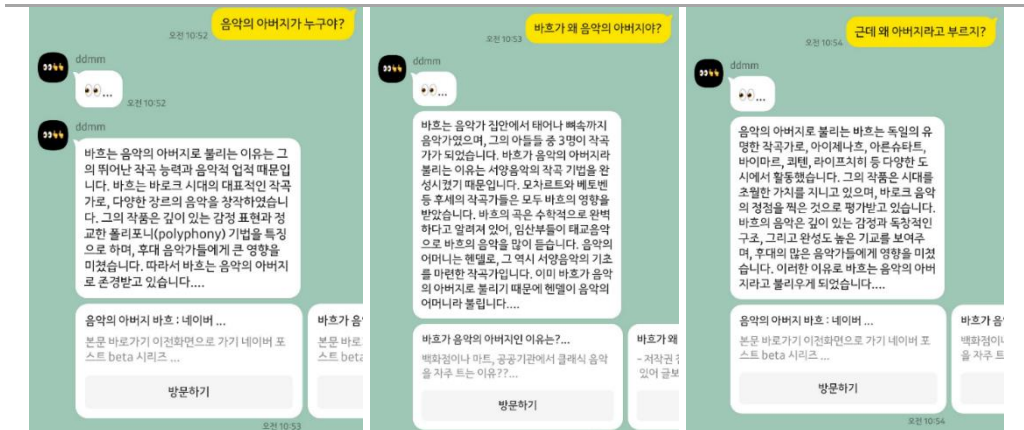 음악의 아버지가 누구야?
오전 10:52
ddmm
...
오전 10:52
ddmm
바흐는 음악의 아버지로 불리는 이유는 그
의 뛰어난 작곡 능력과 음악적 업적 때문입
니다. 바흐는 바로크 시대의 대표적인 작곡
가로, 다양한 장르의 음악을 창작하였습니
다. 그의 작품은 깊이 있는 감정 표현과 정
교한 폴리포니(polyphony) 기법을 특징
으로 하며, 후대 음악가들에게 큰 영향을
미쳤습니다. 따라서 바흐는 음악의 아버지
로 존경받고 있습니다....
음악의 아버지 바흐 : 네이버 ...
본문 바로가기 이전화면으로 가기 네이버 포
스트 beta 시리즈 ...
방문하기
바흐가 음
본문 바로
스트 beta
오전 10:53
바흐가 왜 음악의 아버지야?
오전 10:53
ddmm
...
바흐는 음악가 집안에서 태어나 뼈속까지
음악가였으며, 그의 아들들 중 3명이 작곡
가가 되었습니다. 바흐가 음악의 아버지라
불리는 이유는 서양음악의 작곡 기법을 완
성시켰기 때문입니다. 모차르트와 베토벤
등 후세의 작곡가들은 모두 바흐의 영향을
받았습니다. 바흐의 곡은 수학적으로 완벽
하다고 알려져 있어, 임산부들이 태교음악
으로 바흐의 음악을 많이 듣습니다. 음악의
어머니는 헨델로, 그 역시 서양음악의 기초
를 마련한 작곡가입니다. 이미 바흐가 음악
의 아버지로 불리기 때문에 헨델이 음악의
어머니라 불립니다....
바흐가 음악의 아버지인 이유는?...
백화점이나 마트, 공공기관에서 클래식 음악
을 자주 트는 이유??...
방문하기
바흐가 왜
- 저작권
있어 글보
근데 왜 아버지라고 부르지?
오전 10:54
ddmm
...
음악의 아버지로 불리는 바흐는 독일의 유
명한 작곡가로, 아이제나흐, 아른슈타트,
바이마르, 쾨텐, 라이프치히 등 다양한 도
시에서 활동했습니다. 그의 작품은 시대를
초월한 가치를 지니고 있으며, 바로크 음악
의 정점을 찍은 것으로 평가받고 있습니다.
바흐의 음악은 깊이 있는 감정과 독창적인
구조, 그리고 완성도 높은 기교를 보여주
며, 후대의 많은 음악가들에게 영향을 미쳤
습니다. 이러한 이유로 바흐는 음악의 아버
지라고 불리우게 되었습니다....
음악의 아버지 바흐 : 네이버 ...
본문 바로가기 이전화면으로 가기 네이버 포
스트 beta 시리즈 ...
방문하기
바흐가 음
백화점이
을 자주 트
오전 10:54